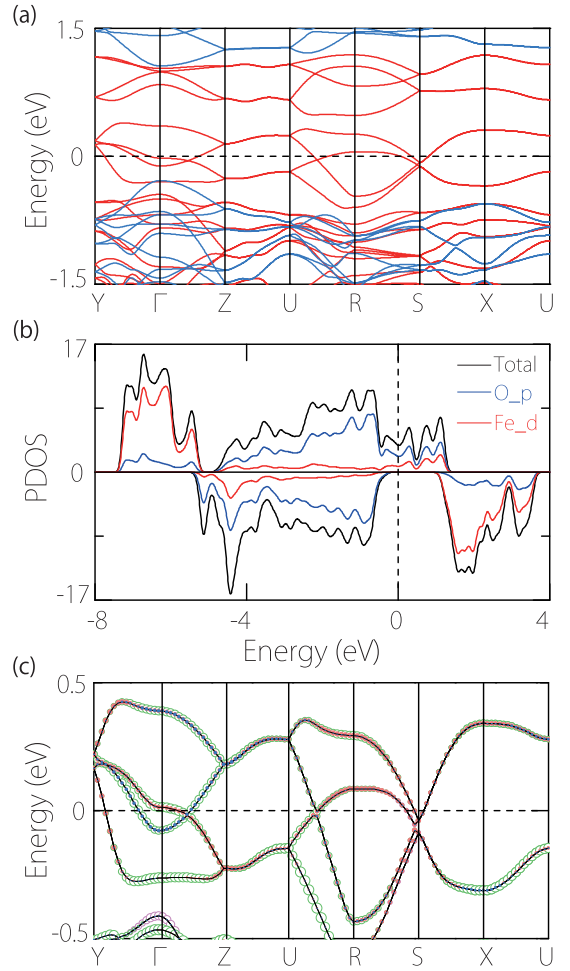 (a)
1.5
Energy (eV)
0
-1.5
Y Γ Z U R S X U
(b)
17
Total
O_p
Fe_d
PDOS
0
-17
-8 -4 0 4
Energy (eV)
(c)
0.5
Energy (eV)
0
-0.5
Y Γ Z U R S X U